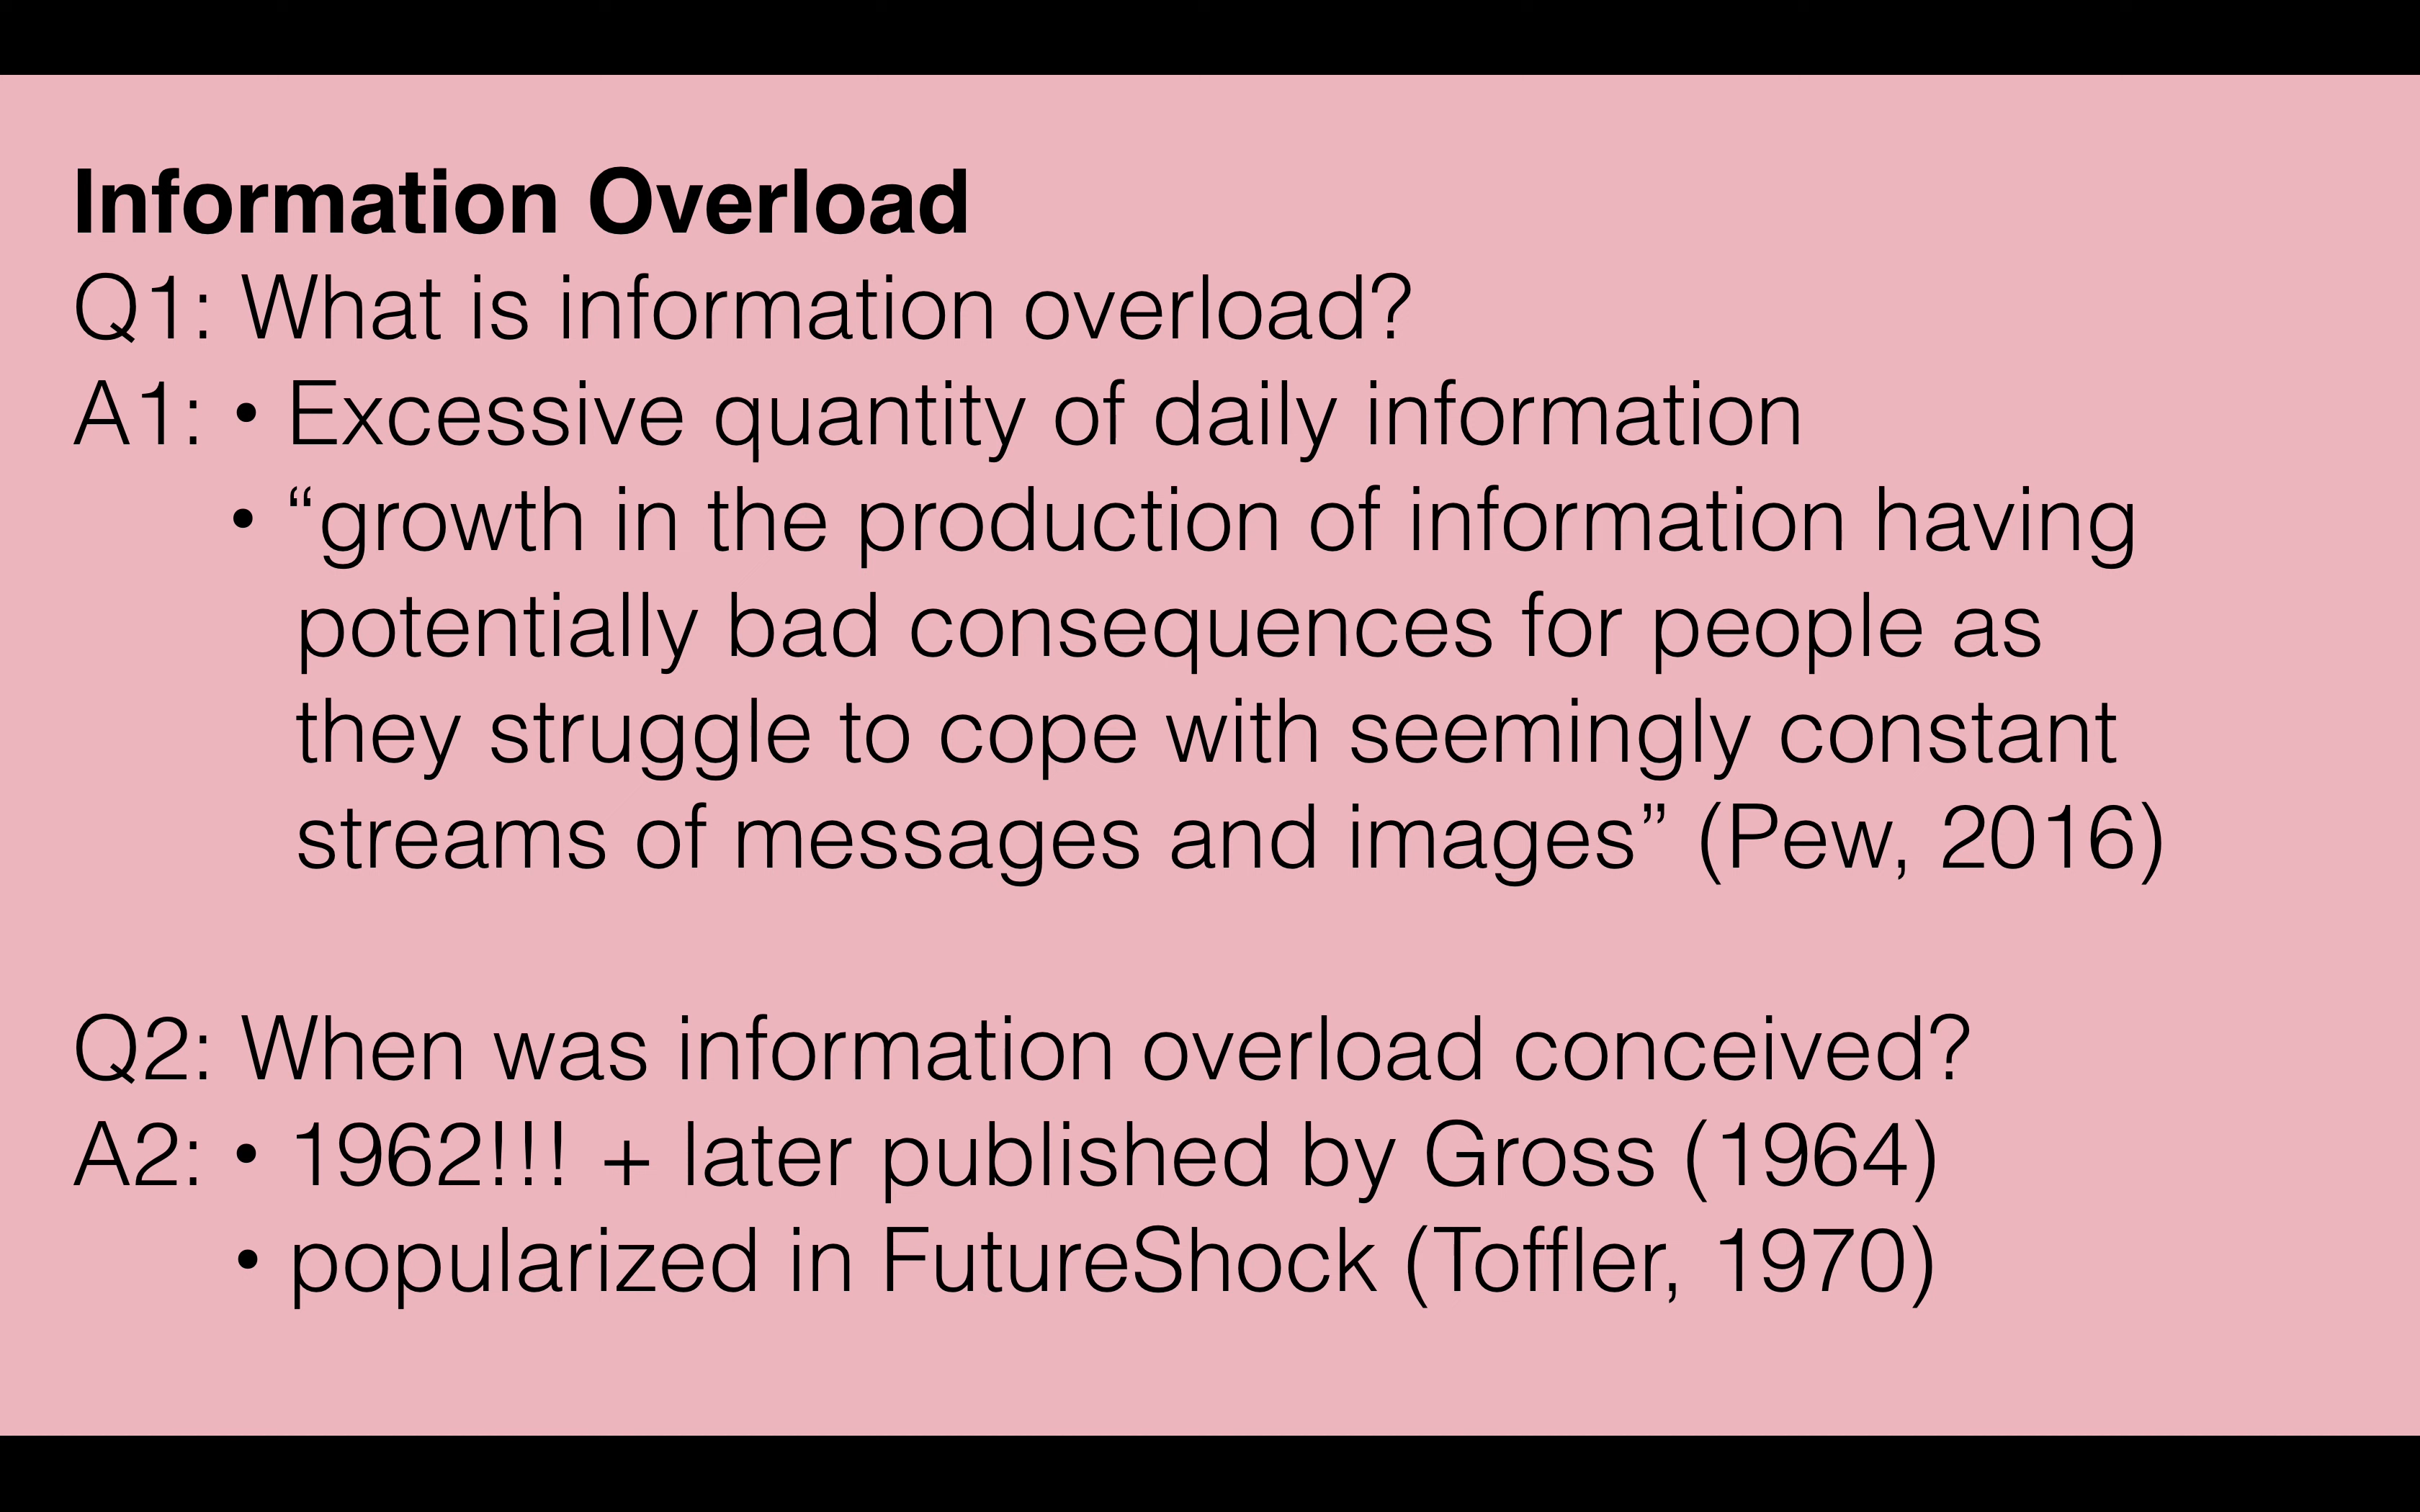 Information Overload
Q1: What is information overload?
A1: • Excessive quantity of daily information
• “growth in the production of information having
potentially bad consequences for people as
they struggle to cope with seemingly constant
streams of messages and images” (Pew, 2016)
Q2: When was information overload conceived?
A2: • 1962!!! + later published by Gross (1964)
• popularized in FutureShock (Toffler, 1970)